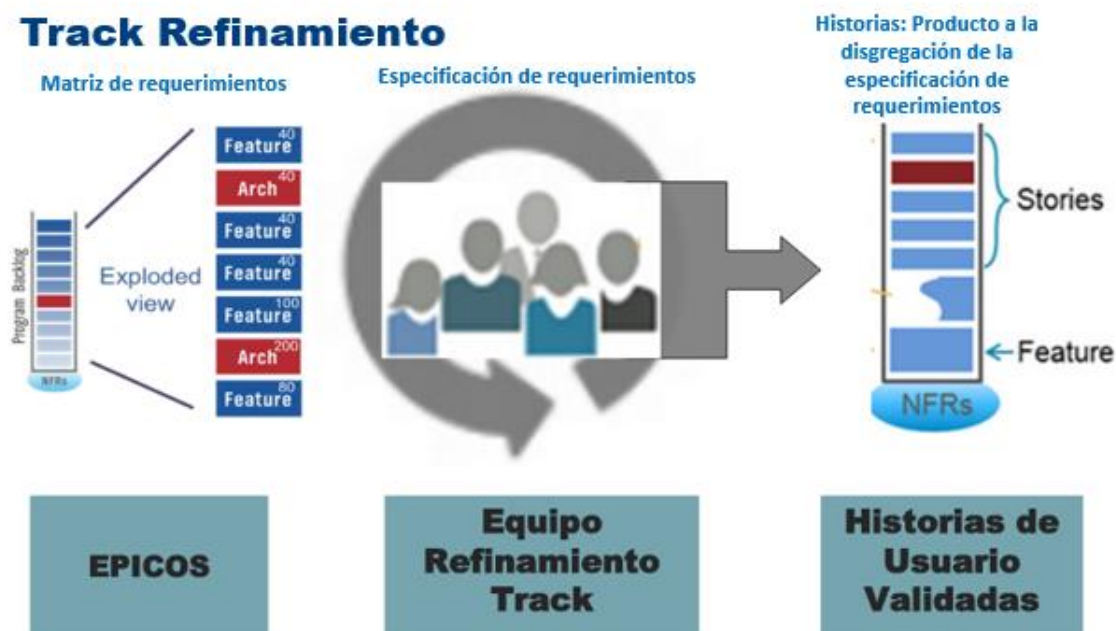 Track Refinamiento
Matriz de requerimientos
Especificación de requerimientos
Historias: Producto a la
disgregación de la
especificación de
requerimientos
Program Backlog
NFRs
Exploded
view
Feature 40
Arch 40
Feature 40
Feature 40
Feature 100
Arch 200
Feature 80
Stories
Feature
NFRs
EPICOS
Equipo
Refinamiento
Track
Historias de
Usuario
Validadas